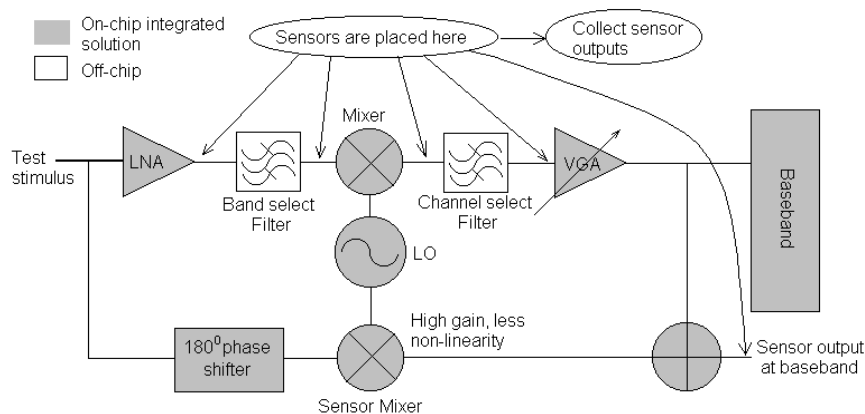 On-chip integrated
solution
Off-chip
Sensors are placed here
Collect sensor
outputs
Mixer
Test
stimulus
LNA
Band select
Filter
Channel select
Filter
VGA
Baseband
LO
High gain, less
non-linearity
180⁰ phase
shifter
Sensor Mixer
Sensor output
at baseband